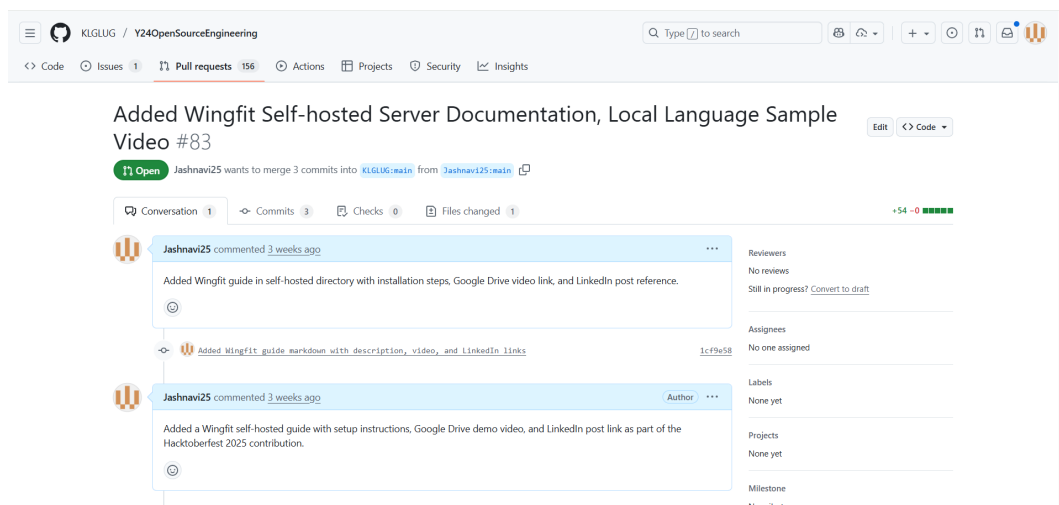 KLGLUG / Y24OpenSourceEngineering
Type / to search
<> Code
Issues 1
Pull requests 156
Actions
Projects
Security
Insights
Added Wingfit Self-hosted Server Documentation, Local Language Sample
Video #83
Edit
<> Code
Open
Jashnavi25 wants to merge 3 commits into KLGLUG:main from Jashnavi25:main
Conversation 1
Commits 3
Checks 0
Files changed 1
+54 −0
Jashnavi25 commented 3 weeks ago
Added Wingfit guide in self-hosted directory with installation steps, Google Drive video link, and LinkedIn post reference.
Added Wingfit guide markdown with description, video, and LinkedIn links
1cf9e58
Jashnavi25 commented 3 weeks ago
Author
Added a Wingfit self-hosted guide with setup instructions, Google Drive demo video, and LinkedIn post link as part of the
Hacktoberfest 2025 contribution.
Reviewers
No reviews
Still in progress? Convert to draft
Assignees
No one assigned
Labels
None yet
Projects
None yet
Milestone